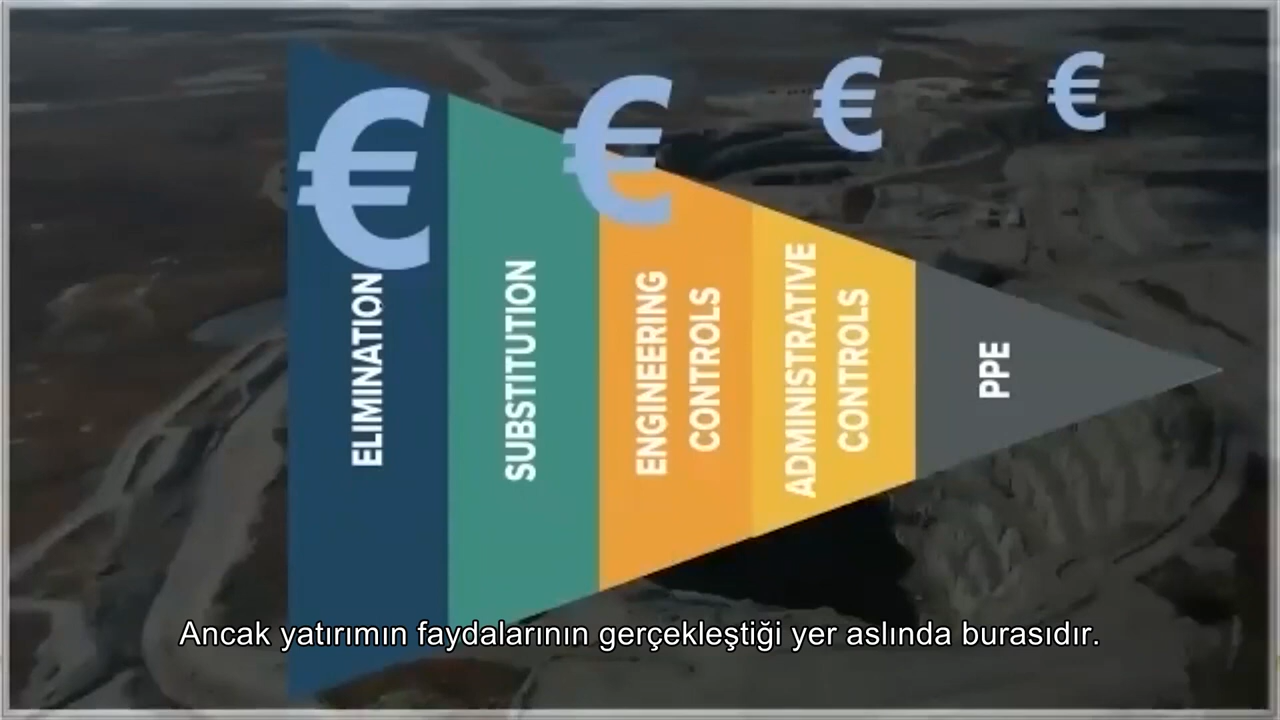 € € € €
ELIMINATION
SUBSTITUTION
ENGINEERING
CONTROLS
ADMINISTRATIVE
CONTROLS
PPE
Ancak yatırımın faydalarının gerçekleştiği yer aslında burasıdır.